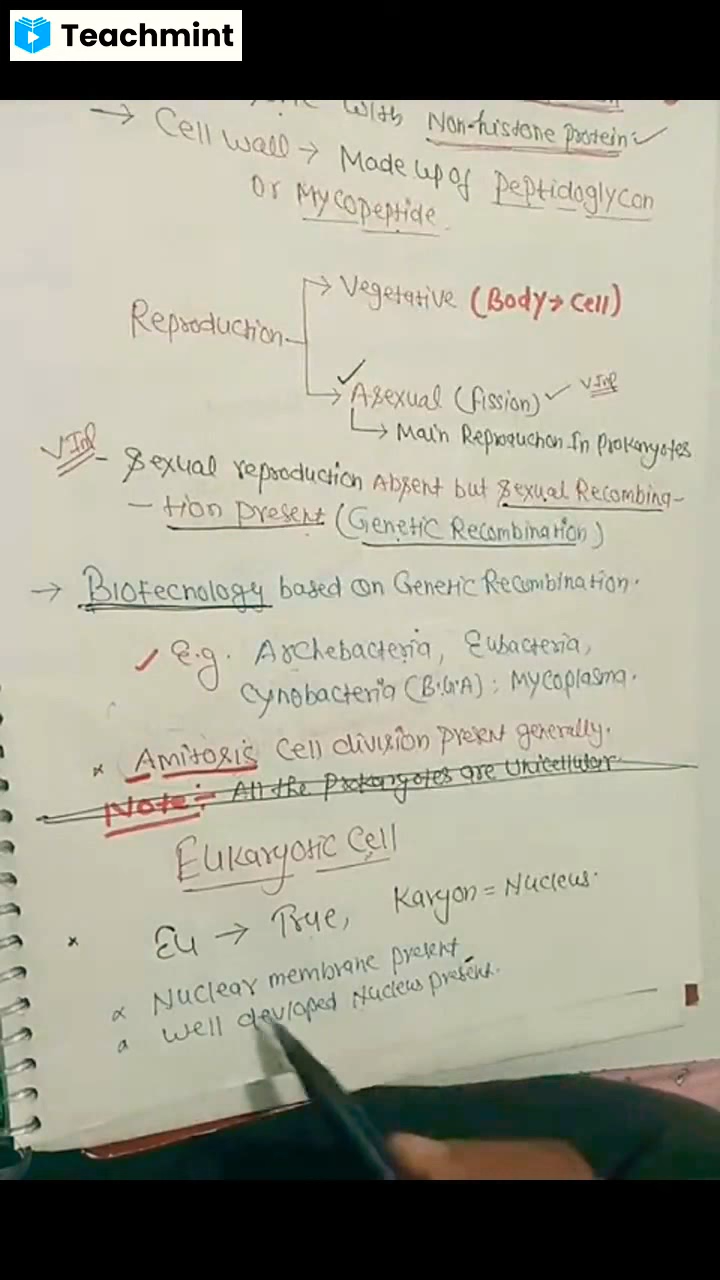 Teachmint
with Non-histone protein
→ Cell wall → Made up of Peptidoglycan
Or Mycopeptide.
Reproduction
→ Vegetative (Body → Cell)
→ Asexual (fission) V.Imp
→ Main Reproduction In Prokaryotes
V.Imp - Sexual reproduction Absent but Sexual Recombina-
-tion present (Genetic Recombination)
→ Biotecnology based on Genetic Recombination.
E.g. Archebacteria, Eubacteria,
Cynobacteria (B.G.A), Mycoplasma.
* Amitosis Cell division present generally.
Note:- All the Prokaryotes are Unicellular
Eukaryotic Cell
* Eu → True, Karyon = Nucleus.
* Nuclear membrane present
* Well devloped Nucleus present.